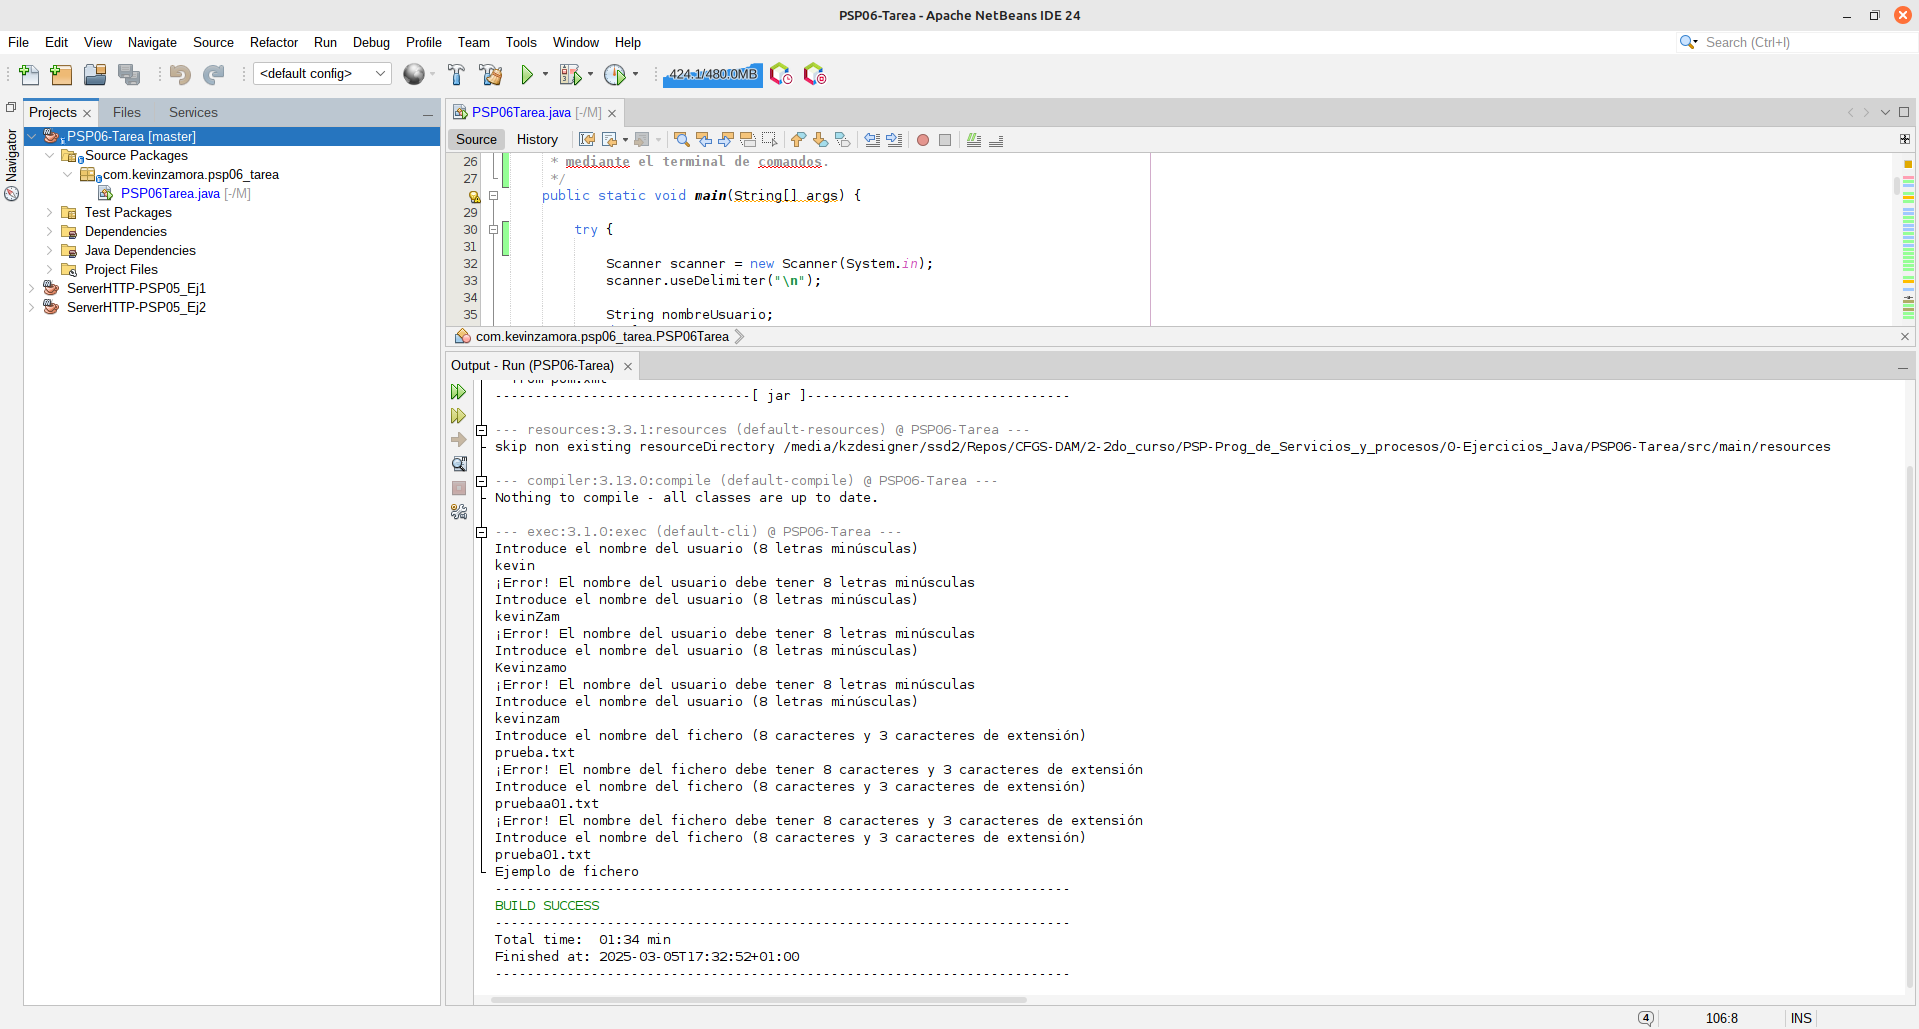 PSP06-Tarea - Apache NetBeans IDE 24
File Edit View Navigate Source Refactor Run Debug Profile Team Tools Window Help
Search (Ctrl+I)
<default config>
424.1/480.0MB
Projects Files Services
Navigator
PSP06-Tarea [master]
Source Packages
com.kevinzamora.psp06_tarea
PSP06Tarea.java [-/M]
Test Packages
Dependencies
Java Dependencies
Project Files
ServerHTTP-PSP05_Ej1
ServerHTTP-PSP05_Ej2
PSP06Tarea.java [-/M]
Source History
26 * mediante el terminal de comandos.
27 */
public static void main(String[] args) {
29
30 try {
31
32 Scanner scanner = new Scanner(System.in);
33 scanner.useDelimiter("\n");
34
35 String nombreUsuario;
com.kevinzamora.psp06_tarea.PSP06Tarea
Output - Run (PSP06-Tarea)
from pom.xml
--------------------------------[ jar ]---------------------------------
--- resources:3.3.1:resources (default-resources) @ PSP06-Tarea ---
skip non existing resourceDirectory /media/kzdesigner/ssd2/Repos/CFGS-DAM/2-2do_curso/PSP-Prog_de_Servicios_y_procesos/0-Ejercicios_Java/PSP06-Tarea/src/main/resources
--- compiler:3.13.0:compile (default-compile) @ PSP06-Tarea ---
Nothing to compile - all classes are up to date.
--- exec:3.1.0:exec (default-cli) @ PSP06-Tarea ---
Introduce el nombre del usuario (8 letras minúsculas)
kevin
¡Error! El nombre del usuario debe tener 8 letras minúsculas
Introduce el nombre del usuario (8 letras minúsculas)
kevinZam
¡Error! El nombre del usuario debe tener 8 letras minúsculas
Introduce el nombre del usuario (8 letras minúsculas)
Kevinzamo
¡Error! El nombre del usuario debe tener 8 letras minúsculas
Introduce el nombre del usuario (8 letras minúsculas)
kevinzam
Introduce el nombre del fichero (8 caracteres y 3 caracteres de extensión)
prueba.txt
¡Error! El nombre del fichero debe tener 8 caracteres y 3 caracteres de extensión
Introduce el nombre del fichero (8 caracteres y 3 caracteres de extensión)
pruebaa01.txt
¡Error! El nombre del fichero debe tener 8 caracteres y 3 caracteres de extensión
Introduce el nombre del fichero (8 caracteres y 3 caracteres de extensión)
prueba01.txt
Ejemplo de fichero
------------------------------------------------------------------------
BUILD SUCCESS
------------------------------------------------------------------------
Total time:  01:34 min
Finished at: 2025-03-05T17:32:52+01:00
------------------------------------------------------------------------
4 106:8 INS